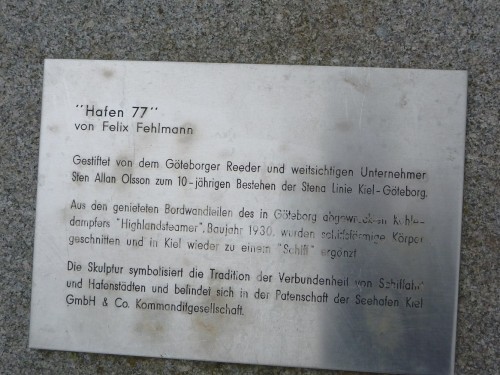 "Hafen 77"
von Felix Fehlmann
Gestiftet von dem Göteborger Reeder und weitsichtigen Unternehmer
Sten Allan Olsson zum 10-jährigen Bestehen der Stena Linie Kiel-Göteborg.
Aus den genieteten Bordwandteilen des in Göteborg abgewrackten Kohle-
dampfers "Highlandsteamer", Baujahr 1930, wurden schiffsförmige Körper
geschnitten und in Kiel wieder zu einem "Schiff" ergänzt
Die Skulptur symbolisiert die Tradition der Verbundenheit von Schiffahrt
und Hafenstädten und befindet sich in der Patenschaft der Seehafen Kiel
GmbH & Co. Kommanditgesellschaft.